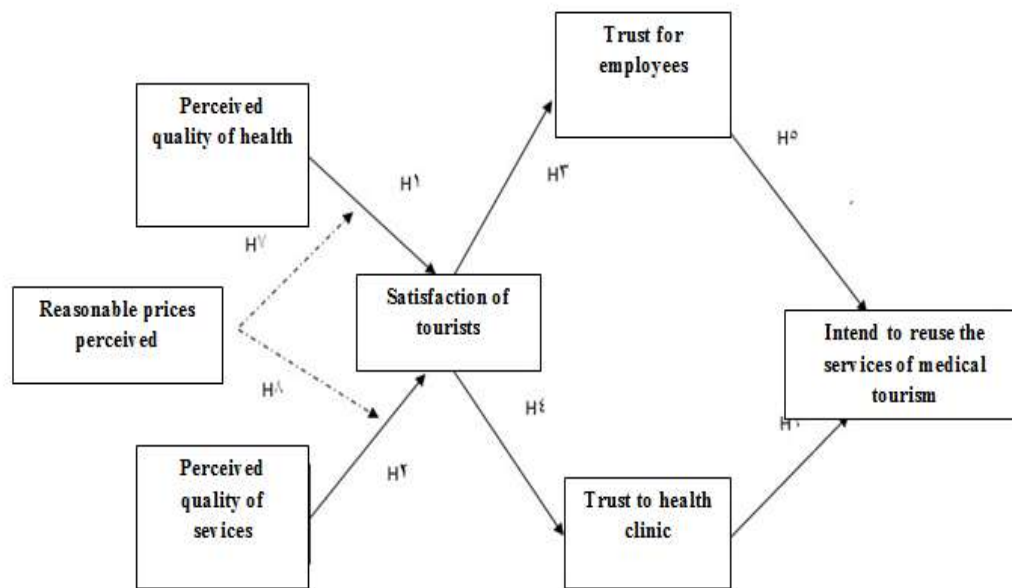 Trust for
employees
Perceived
quality of health
H۱
H۳
H۵
H۷
Reasonable prices
perceived
Satisfaction of
tourists
Intend to reuse the
services of medical
tourism
H۸
H٤
H۲
Perceived
quality of
sevices
Trust to health
clinic